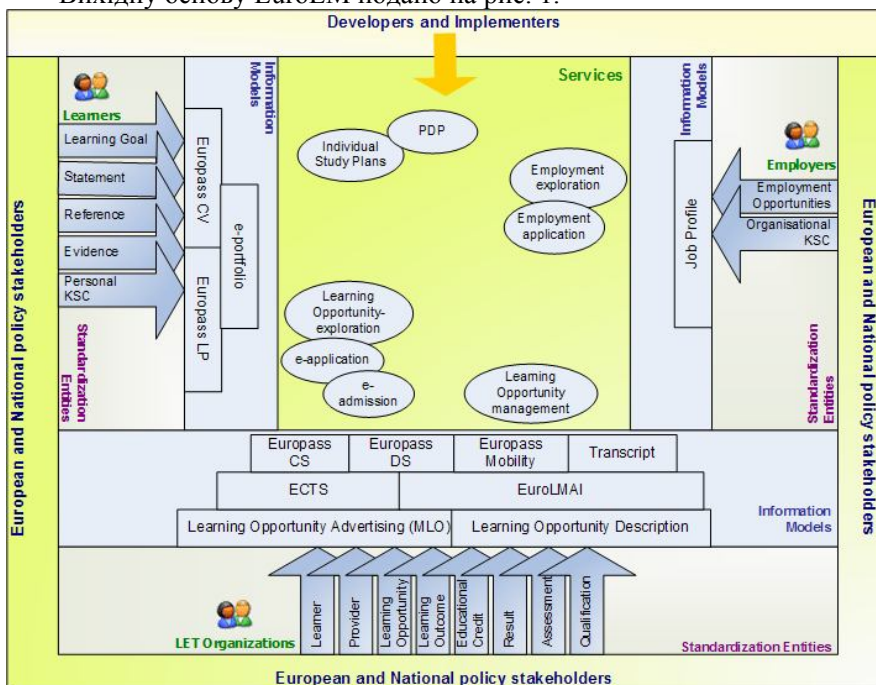 Вихідну основу EuroLM подано на рис. 1.
Developers and Implementers
European and National policy stakeholders
Learners
Learning Goal
Statement
Reference
Evidence
Personal
KSC
Standardization
Entities
Europass CV
Europass LP
e-portfolio
Information
Models
Services
PDP
Individual
Study Plans
Employment
exploration
Employment
application
Learning
Opportunity-
exploration
e-application
e-
admission
Learning
Opportunity
management
Information
Models
Job Profile
Employers
Employment
Opportunities
Organisational KSC
Standardization
Entities
European and National policy stakeholders
Europass
CS
Europass
DS
Europass
Mobility
Transcript
ECTS
EuroLMAI
Learning Opportunity Advertising (MLO)
Learning Opportunity Description
Information
Models
LET Organizations
Learner
Provider
Learning
Opportunity
Learning
Outcome
Educational
Credit
Result
Assessment
Qualification
Standardization Entities
European and National policy stakeholders